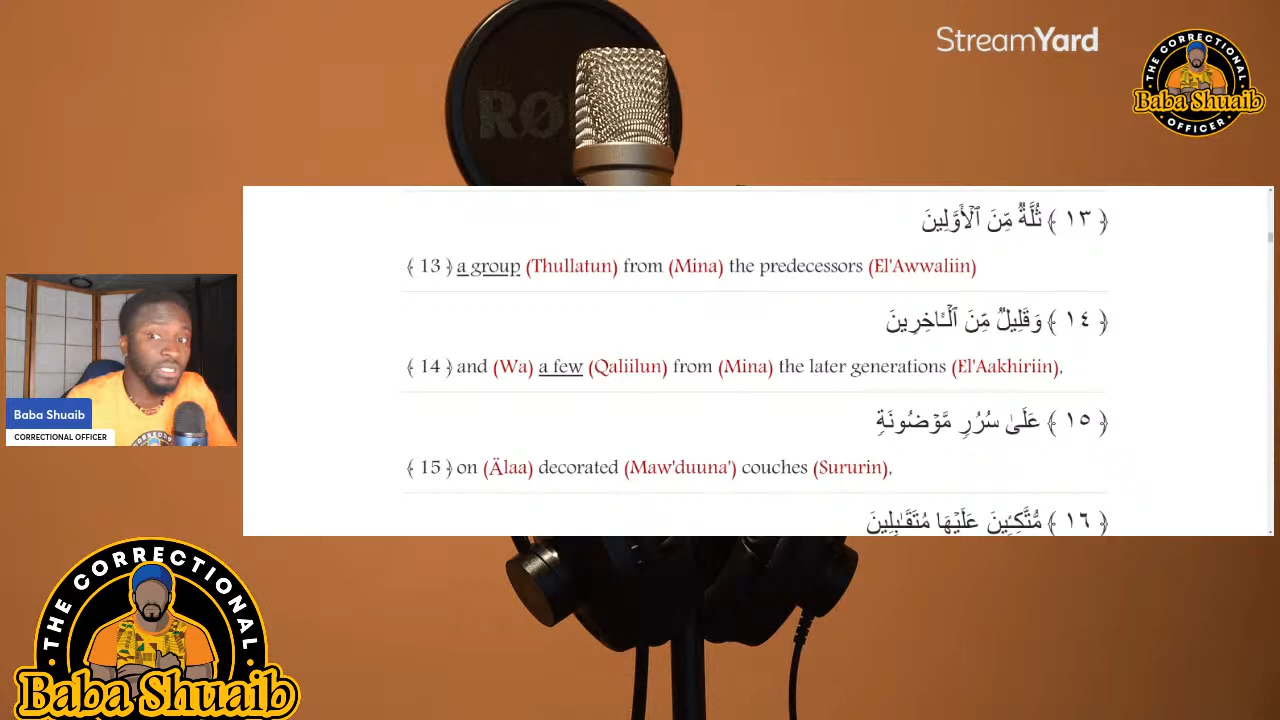 StreamYard
THE CORRECTIONAL
Baba Shuaib
OFFICER
RØ
﴿ ١٣ ﴾ ثُلَّةٌ مِّنَ ٱلْأَوَّلِينَ
﴾ 13 ﴿ a group (Thullatun) from (Mina) the predecessors (El'Awwaliin)
﴿ ١٤ ﴾ وَقَلِيلٌ مِّنَ ٱلْـَٔاخِرِينَ
﴾ 14 ﴿ and (Wa) a few (Qaliilun) from (Mina) the later generations (El'Aakhiriin),
﴿ ١٥ ﴾ عَلَىٰ سُرُرٍ مَّوْضُونَةٍ
﴾ 15 ﴿ on (Älaa) decorated (Maw'duuna') couches (Sururin),
﴿ ١٦ ﴾ مُّتَّكِـِٔينَ عَلَيْهَا مُتَقَـٰبِلِينَ
Baba Shuaib
CORRECTIONAL OFFICER
THE CORRECTIONAL
Baba Shuaib